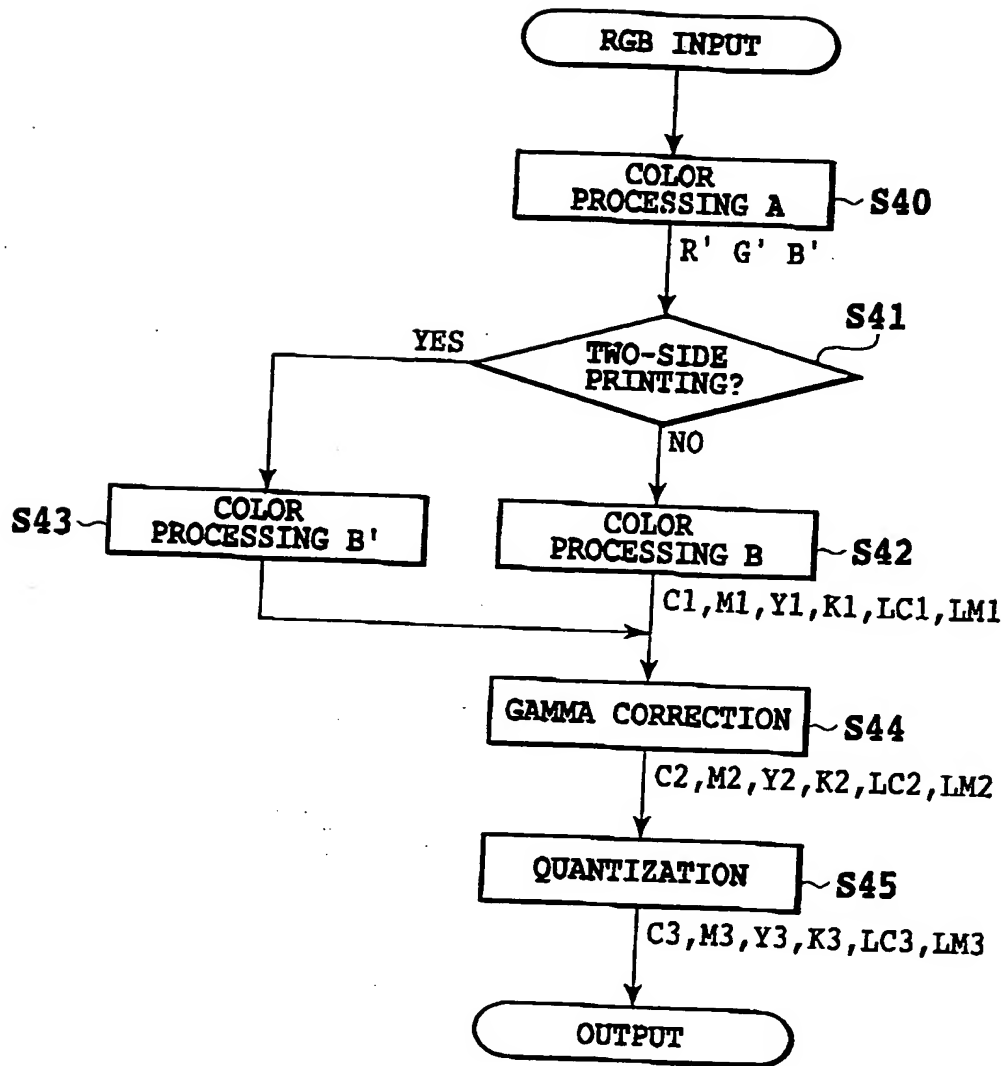 RGB INPUT
COLOR
PROCESSING A
S40
R' G' B'
S41
YES
TWO-SIDE
PRINTING?
NO
S43
COLOR
PROCESSING B'
COLOR
PROCESSING B
S42
C1,M1,Y1,K1,LC1,LM1
GAMMA CORRECTION
S44
C2,M2,Y2,K2,LC2,LM2
QUANTIZATION
S45
C3,M3,Y3,K3,LC3,LM3
OUTPUT